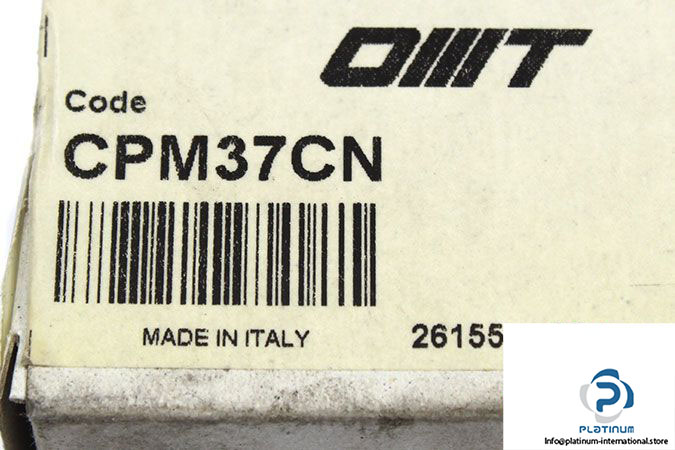 OMT
Code
CPM37CN
MADE IN ITALY 26155
PLATINUM
Info@platinum-international.store